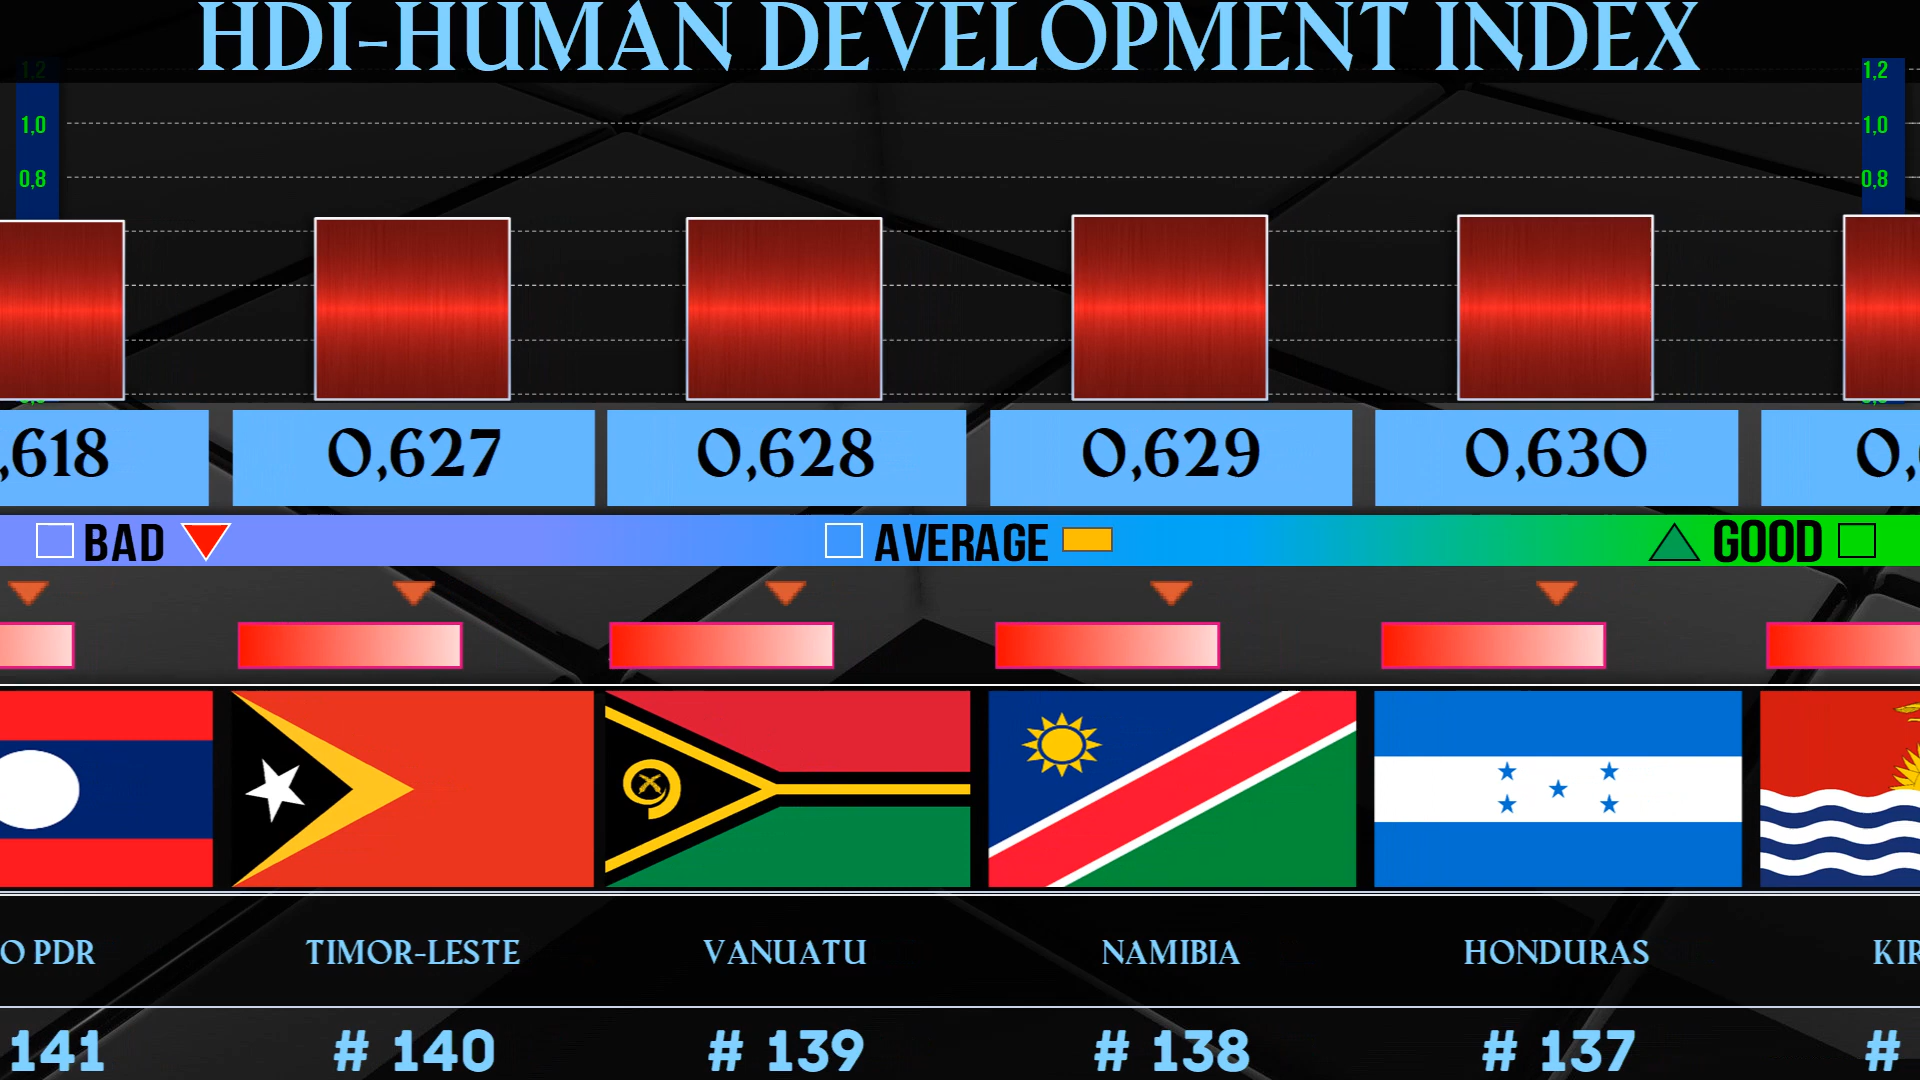 HDI-HUMAN DEVELOPMENT INDEX
1.2 1,2
1,0 1,0
0,8 0,8
,618 0,627 0,628 0,629 0,630 0,
BAD AVERAGE GOOD
O PDR TIMOR-LESTE VANUATU NAMIBIA HONDURAS KIR
141 # 140 # 139 # 138 # 137 #